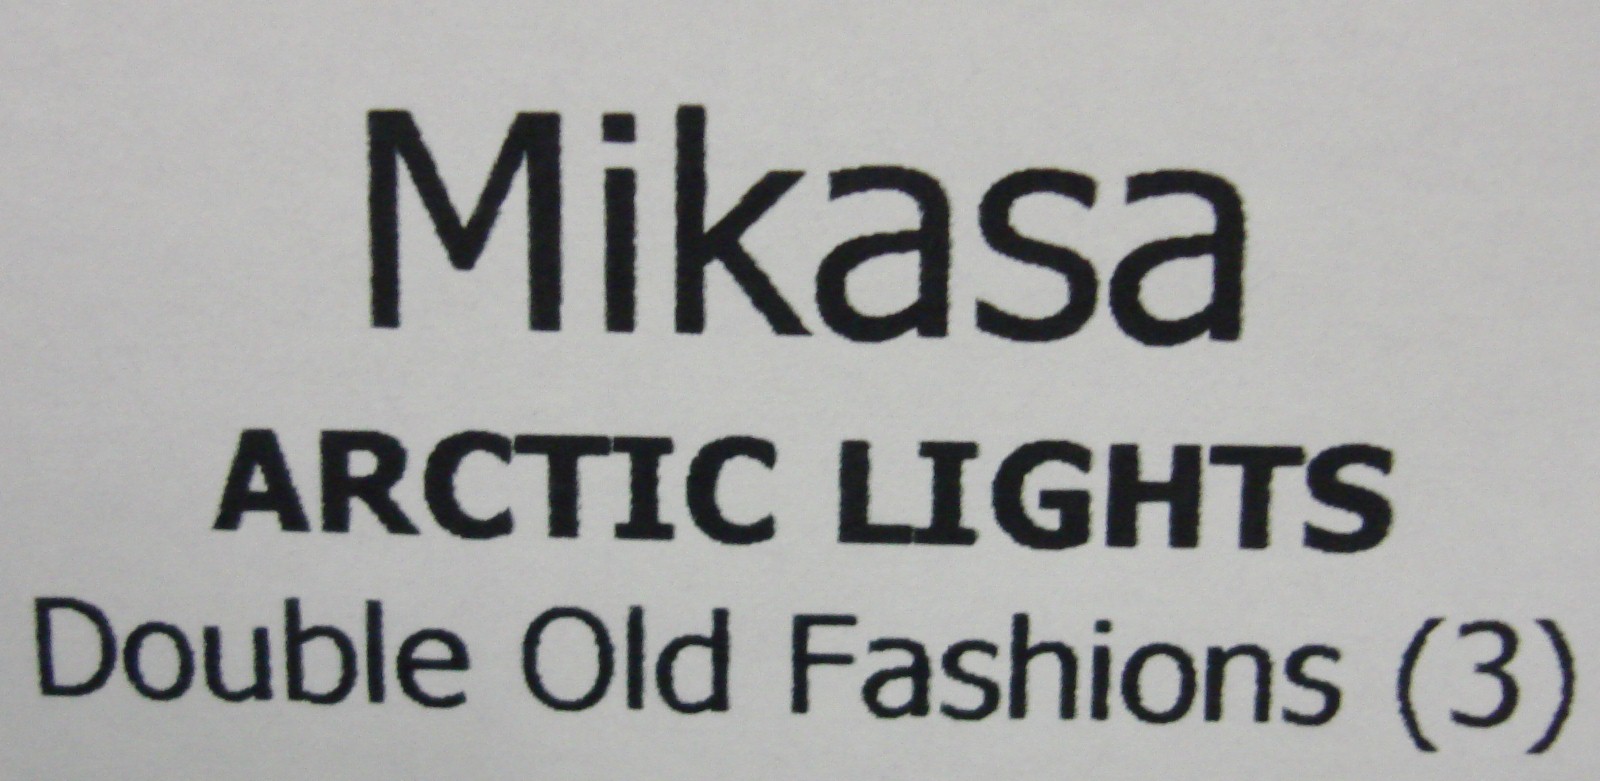 Mikasa
ARCTIC LIGHTS
Double Old Fashions (3)